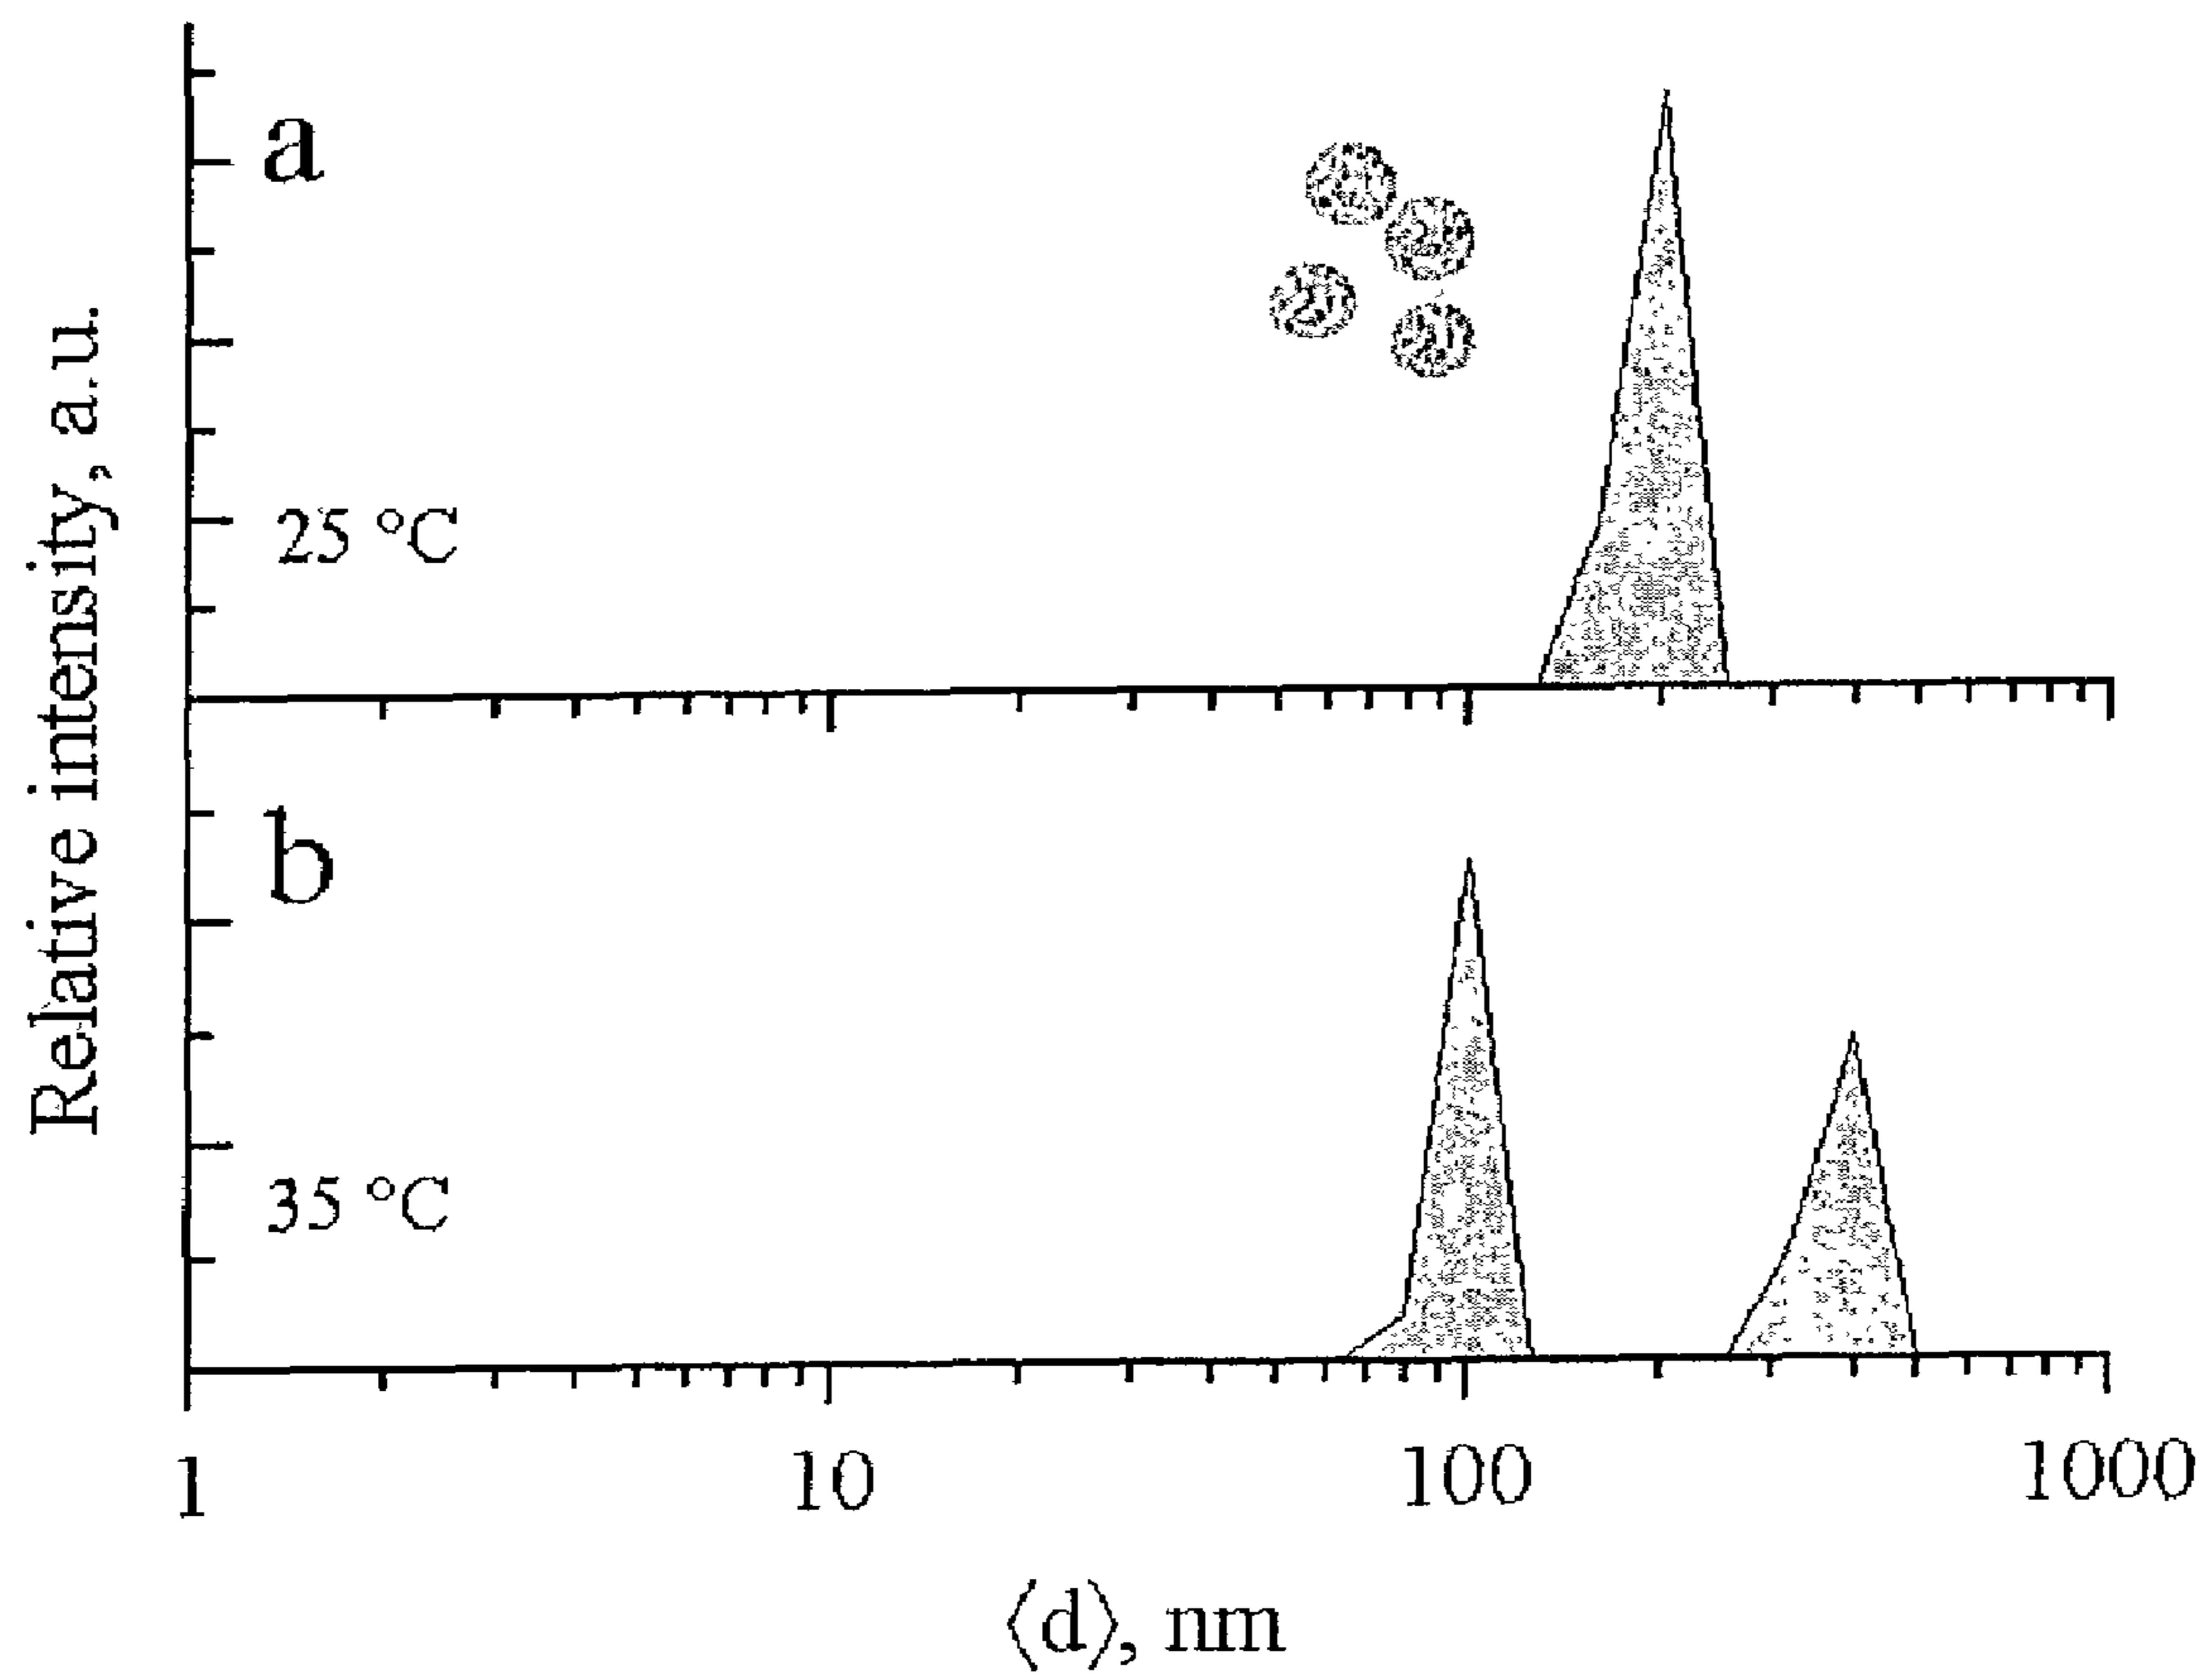 Relative intensity, a.u.
a
25 °C
b
35 °C
1 10 100 1000
⟨d⟩, nm